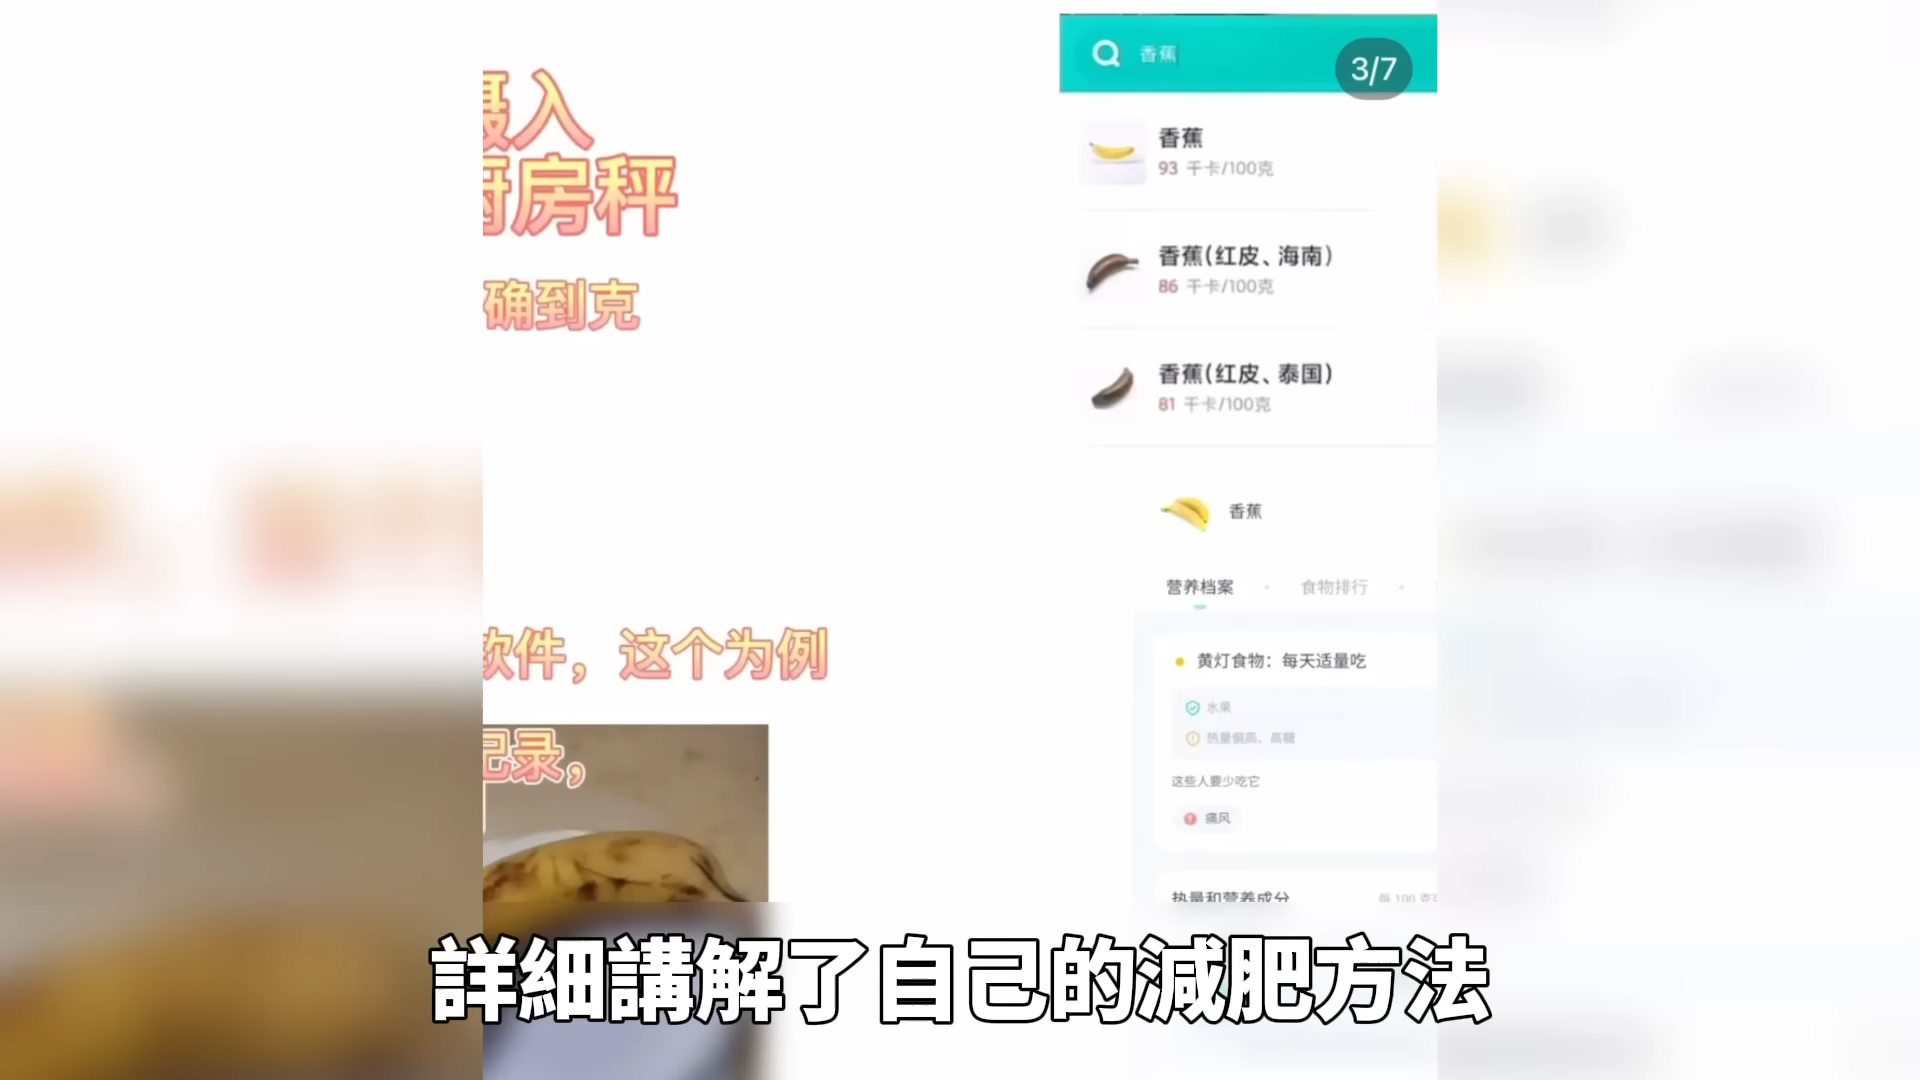 摄入
厨房秤
确到克
软件，这个为例
记录，
香蕉
3/7
香蕉
93 千卡/100克
香蕉(红皮、海南)
86 千卡/100克
香蕉(红皮、泰国)
81 千卡/100克
香蕉
营养档案
食物排行
黄灯食物：每天适量吃
水果
热量偏高、高糖
这些人要少吃它
痛风
热量和营养成分
每 100 克
詳細講解了自己的減肥方法